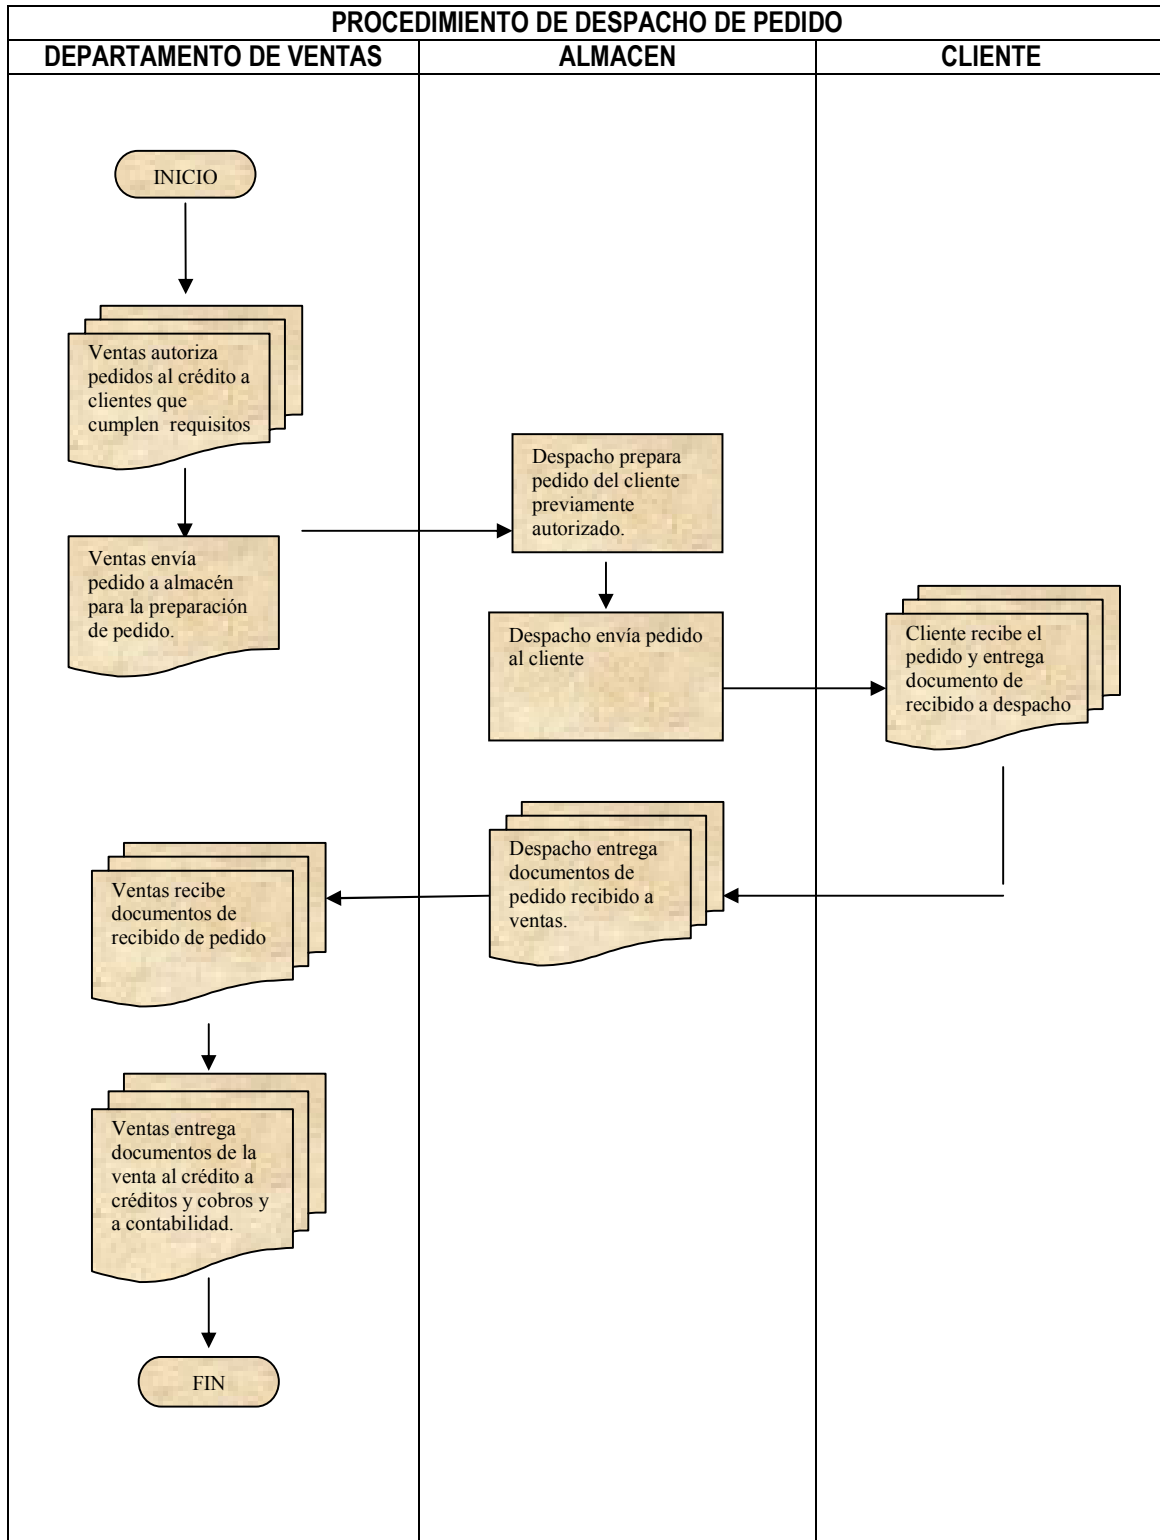 PROCEDIMIENTO DE DESPACHO DE PEDIDO
DEPARTAMENTO DE VENTAS
ALMACEN
CLIENTE
INICIO
Ventas autoriza
pedidos al crédito a
clientes que
cumplen requisitos
Ventas envía
pedido a almacén
para la preparación
de pedido.
Despacho prepara
pedido del cliente
previamente
autorizado.
Despacho envía pedido
al cliente
Cliente recibe el
pedido y entrega
documento de
recibido a despacho
Despacho entrega
documentos de
pedido recibido a
ventas.
Ventas recibe
documentos de
recibido de pedido
Ventas entrega
documentos de la
venta al crédito a
créditos y cobros y
a contabilidad.
FIN